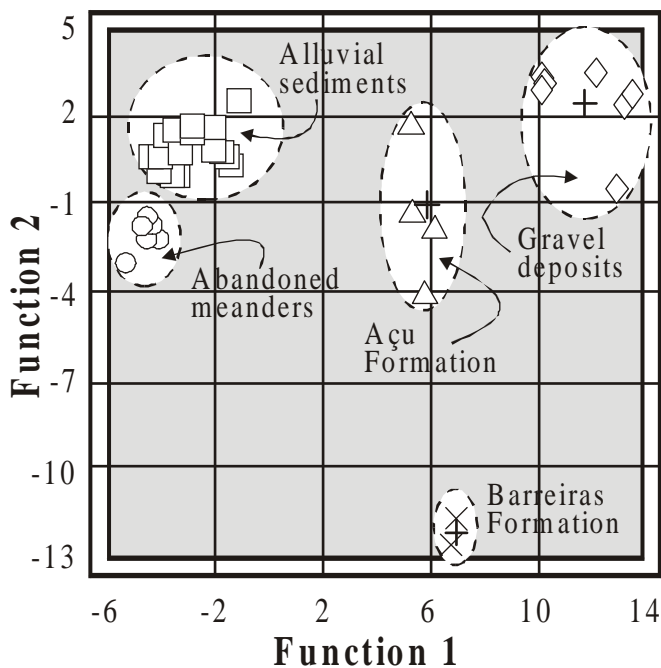 5
2
-1
-4
-7
-10
-13
Function 2
Alluvial
sediments
Abandoned
meanders
Açu
Formation
Gravel
deposits
Barreiras
Formation
-6 -2 2 6 10 14
Function 1